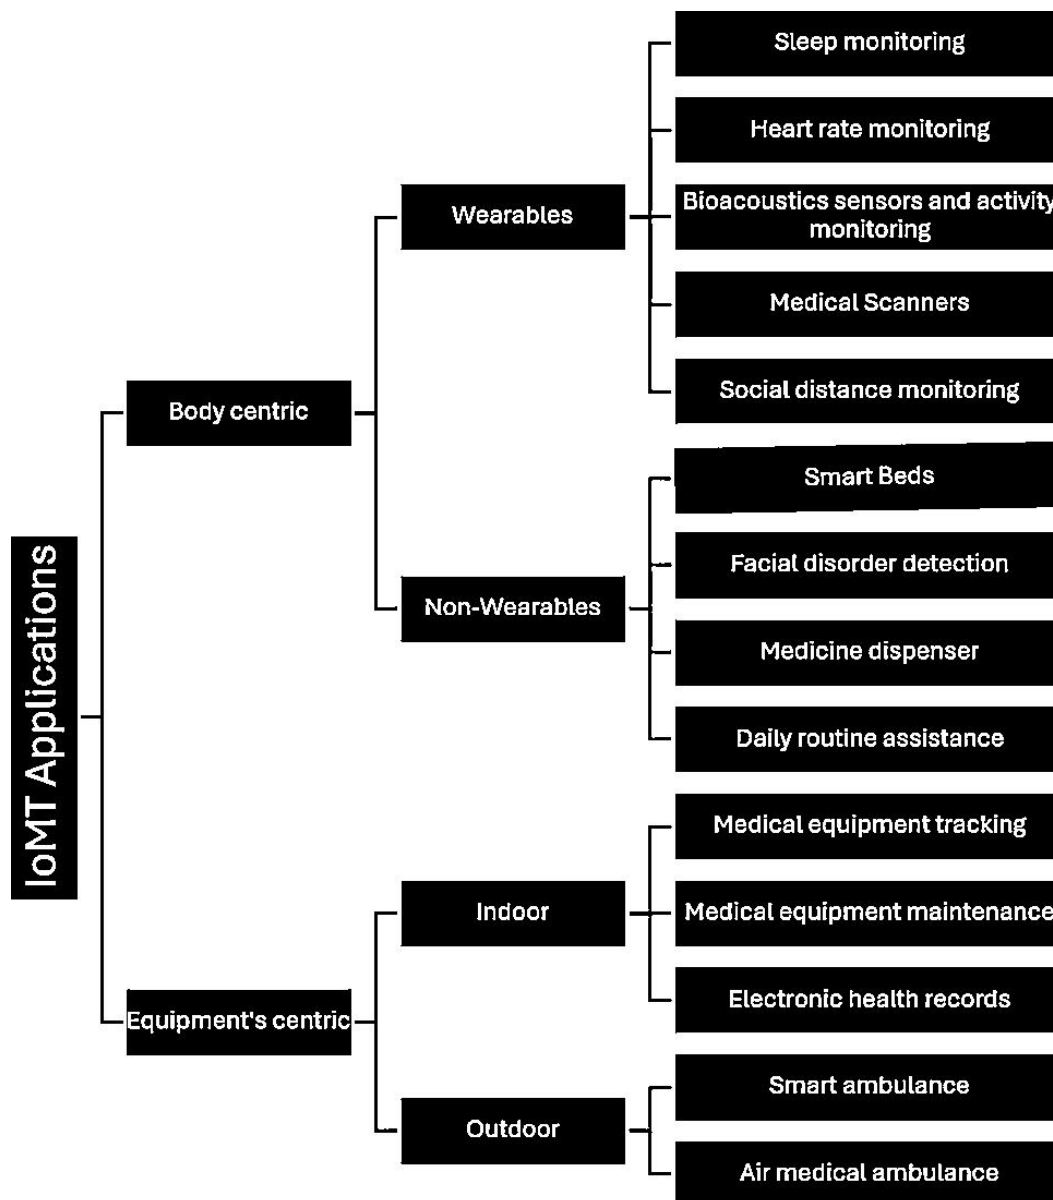 IoMT Applications
Body centric
Wearables
Sleep monitoring
Heart rate monitoring
Bioacoustics sensors and activity
monitoring
Medical Scanners
Social distance monitoring
Non-Wearables
Smart Beds
Facial disorder detection
Medicine dispenser
Daily routine assistance
Equipment's centric
Indoor
Medical equipment tracking
Medical equipment maintenance
Electronic health records
Outdoor
Smart ambulance
Air medical ambulance